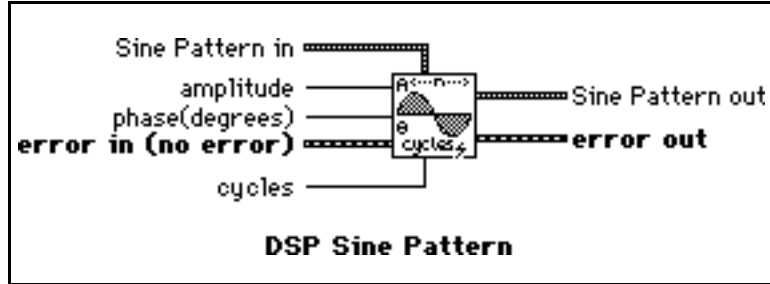 Sine Pattern in
amplitude
phase(degrees)
error in (no error)
cycles
A<···n···>
θ
cycles
Sine Pattern out
error out
DSP Sine Pattern